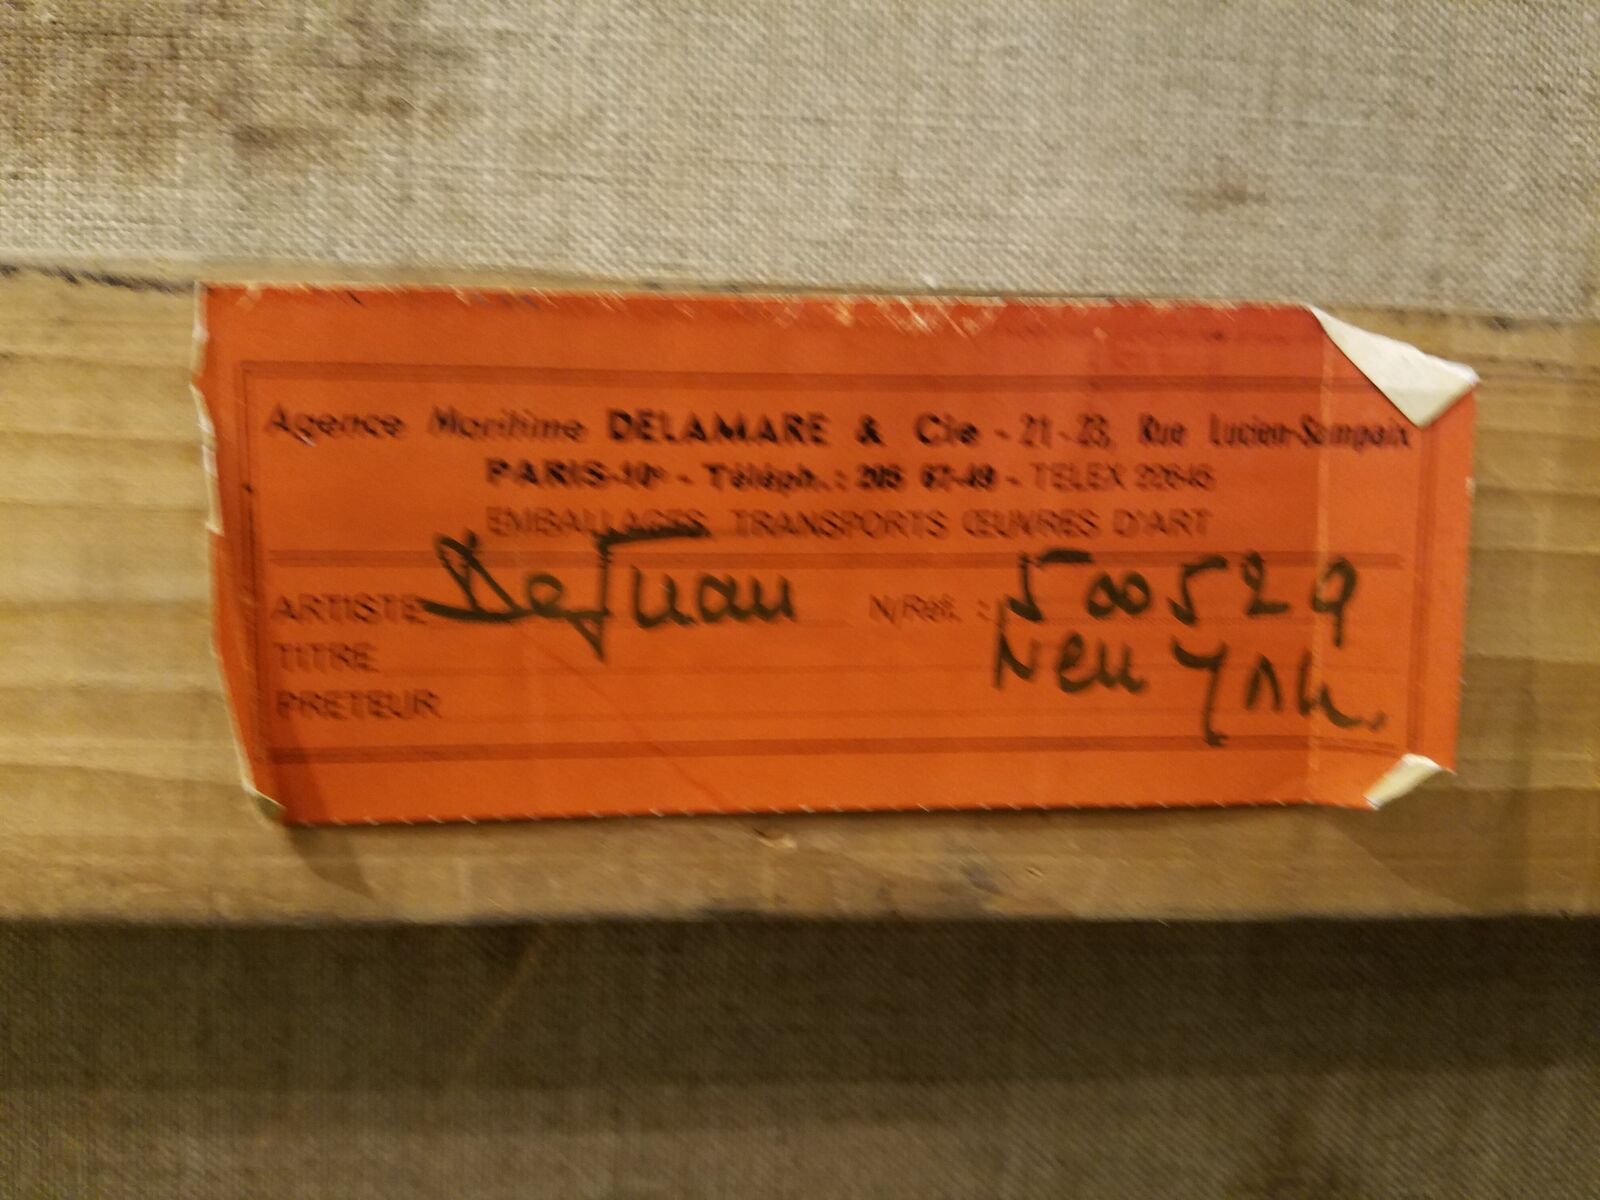 Agence Maritime DELAMARE & Cie - 21-23, Rue Lucien-Sampaix
PARIS-10e - Téléph.: 205 67-49 - TELEX 22646
EMBALLAGES TRANSPORTS ŒUVRES D'ART
ARTISTE DeJuan N/Réf. : 500529
TITRE New York.
PRETEUR